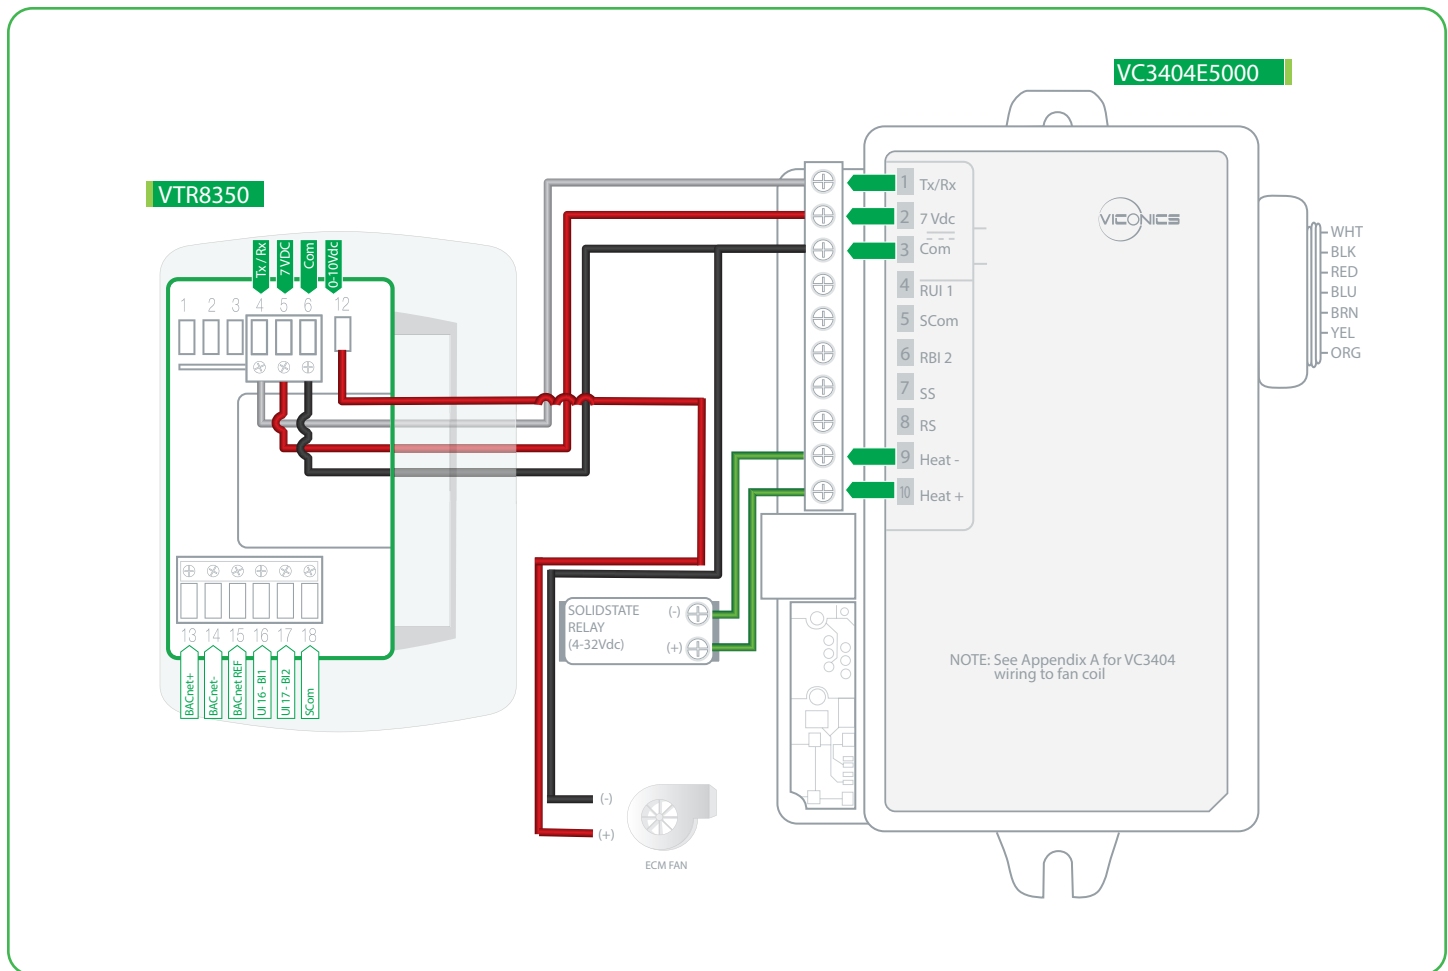 VC3404E5000
VTR8350
Tx / Rx
7 VDC
Com
0-10Vdc
1 2 3 4 5 6 12
1 Tx/Rx
2 7 Vdc
3 Com
4 RUI 1
5 SCom
6 RBI 2
7 SS
8 RS
9 Heat -
10 Heat +
VICONICS
WHT
BLK
RED
BLU
BRN
YEL
ORG
13 14 15 16 17 18
BACnet+
BACnet-
BACnet REF
UI 16 - BI1
UI 17 - BI2
SCom
SOLIDSTATE
RELAY
(4-32Vdc)
(-)
(+)
NOTE: See Appendix A for VC3404
wiring to fan coil
(-)
(+)
ECM FAN